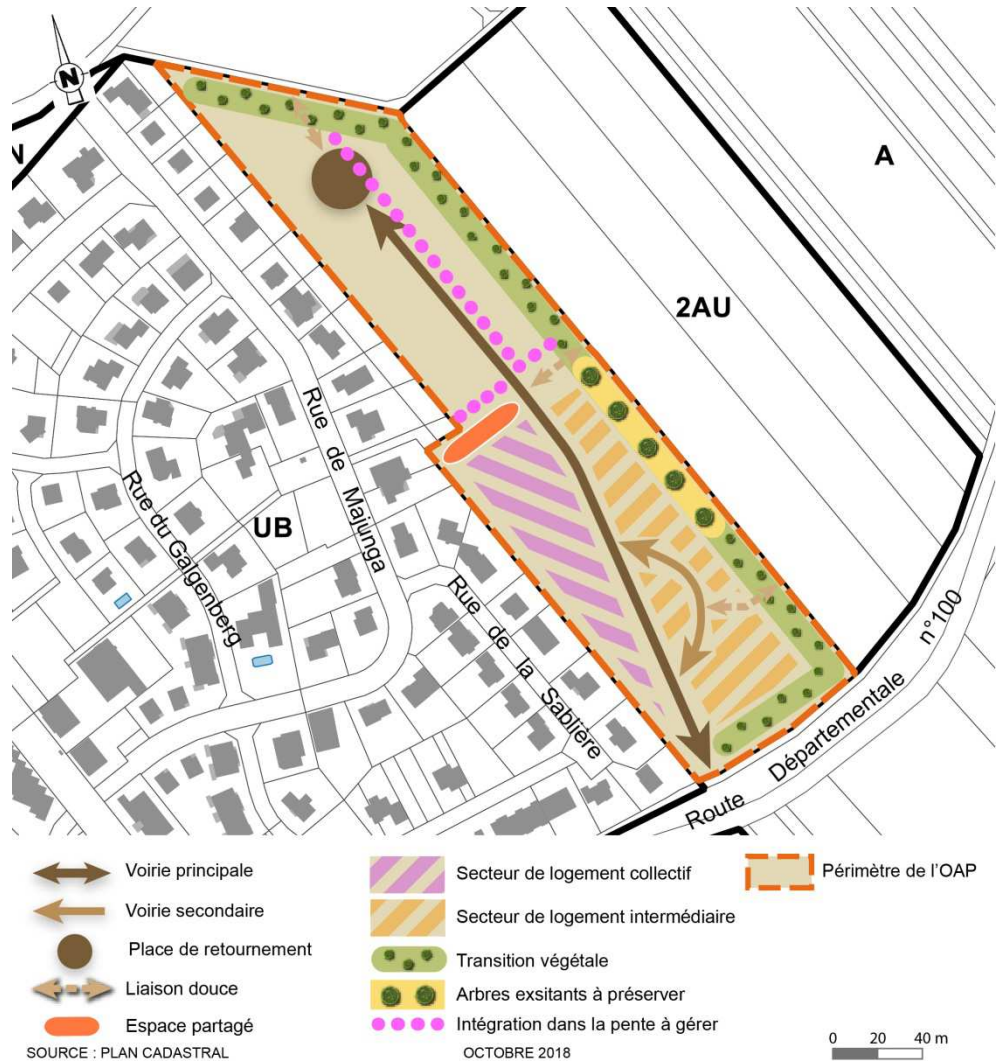 N
N
A
2AU
UB
Rue de Majunga
Rue du Galgenberg
Rue de la Sablière
Route Départementale n°100
Voirie principale
Voirie secondaire
Place de retournement
Liaison douce
Espace partagé
Secteur de logement collectif
Secteur de logement intermédiaire
Transition végétale
Arbres exsitants à préserver
Intégration dans la pente à gérer
Périmètre de l'OAP
SOURCE : PLAN CADASTRAL
OCTOBRE 2018
0 20 40 m